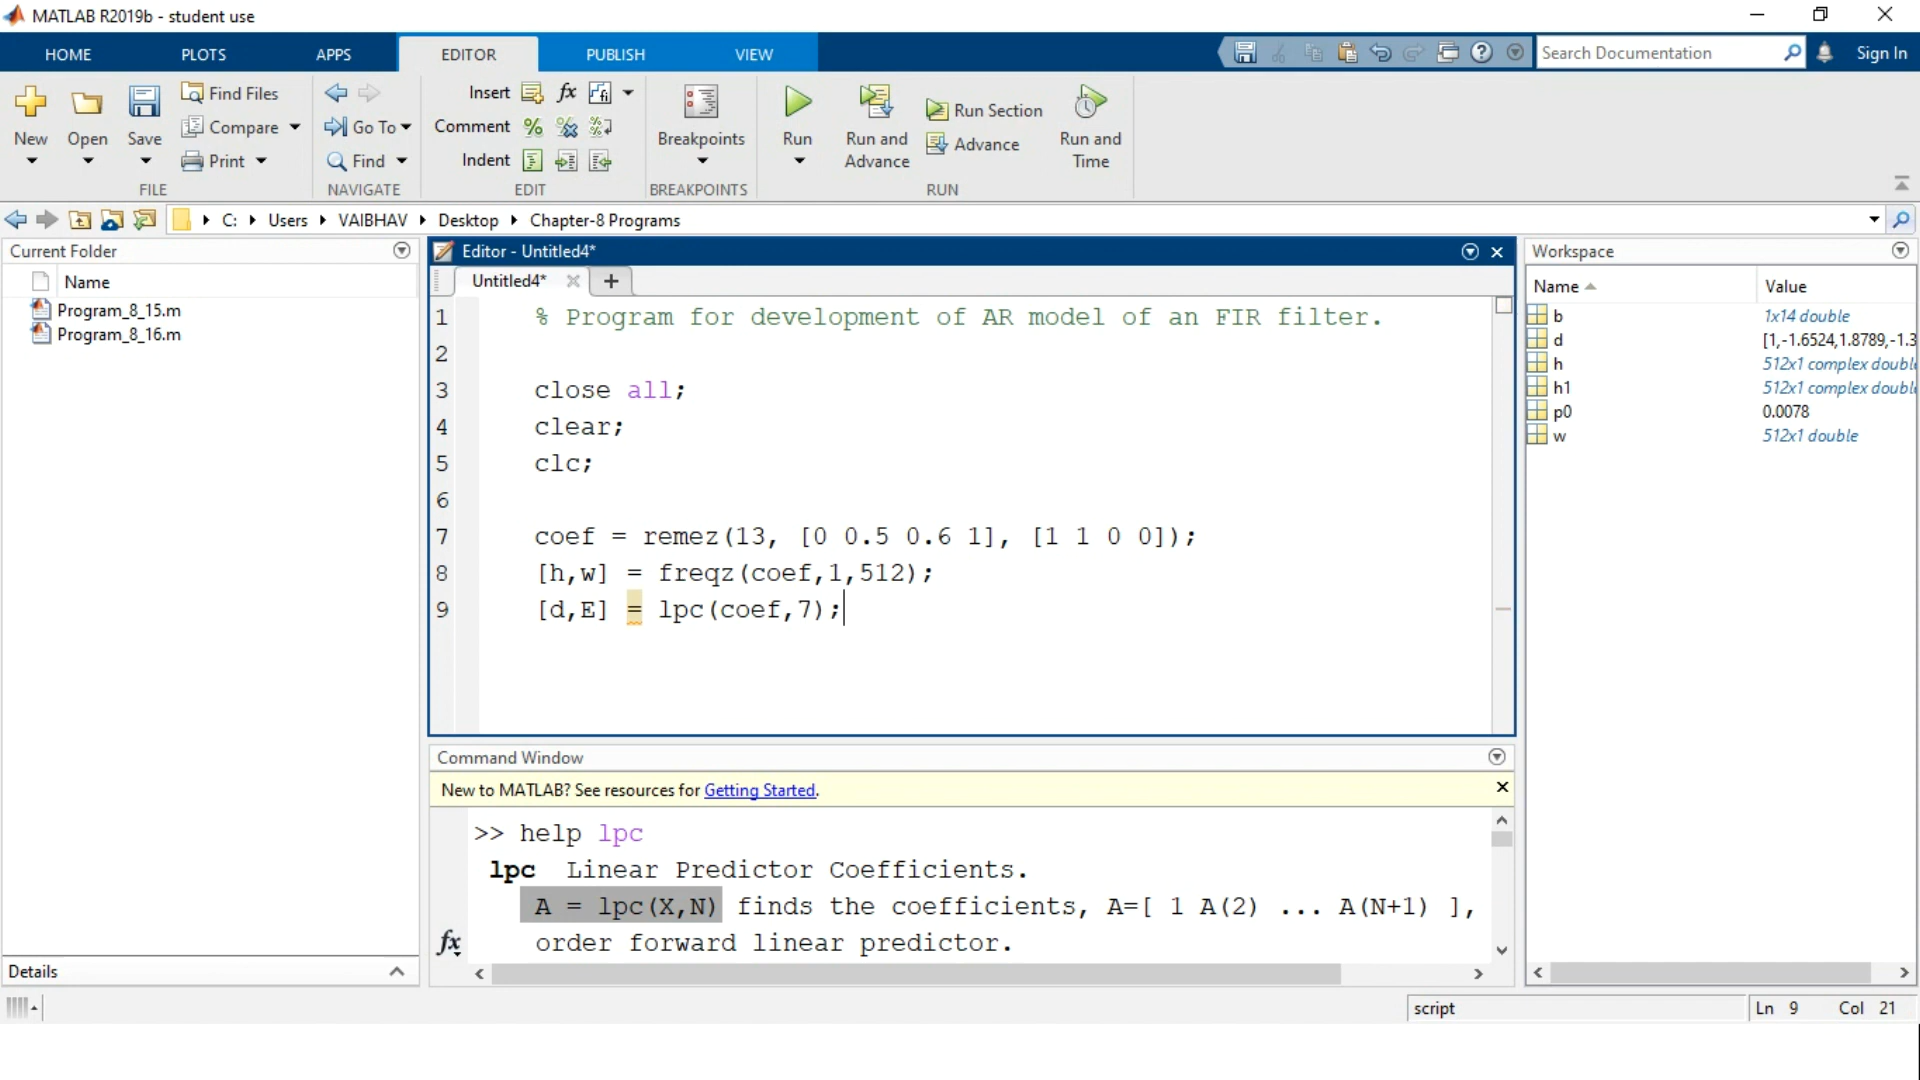 MATLAB R2019b - student use
HOME PLOTS APPS EDITOR PUBLISH VIEW
Search Documentation
Sign In
New
Open
Save
Find Files
Compare
Print
FILE
Go To
Find
NAVIGATE
Insert
Comment
Indent
EDIT
Breakpoints
BREAKPOINTS
Run
Run and
Advance
Run Section
Advance
Run and
Time
RUN
C: Users VAIBHAV Desktop Chapter-8 Programs
Current Folder
Name
Program_8_15.m
Program_8_16.m
Details
Editor - Untitled4*
Untitled4*
1 % Program for development of AR model of an FIR filter.
2
3 close all;
4 clear;
5 clc;
6
7 coef = remez(13, [0 0.5 0.6 1], [1 1 0 0]);
8 [h,w] = freqz(coef,1,512);
9 [d,E] = lpc(coef,7);
Command Window
New to MATLAB? See resources for Getting Started.
>> help lpc
lpc Linear Predictor Coefficients.
A = lpc(X,N) finds the coefficients, A=[ 1 A(2) ... A(N+1) ],
order forward linear predictor.
fx
Workspace
Name Value
b 1x14 double
d [1,-1.6524,1.8789,-1.3
h 512x1 complex doubl
h1 512x1 complex doubl
p0 0.0078
w 512x1 double
script
Ln 9 Col 21